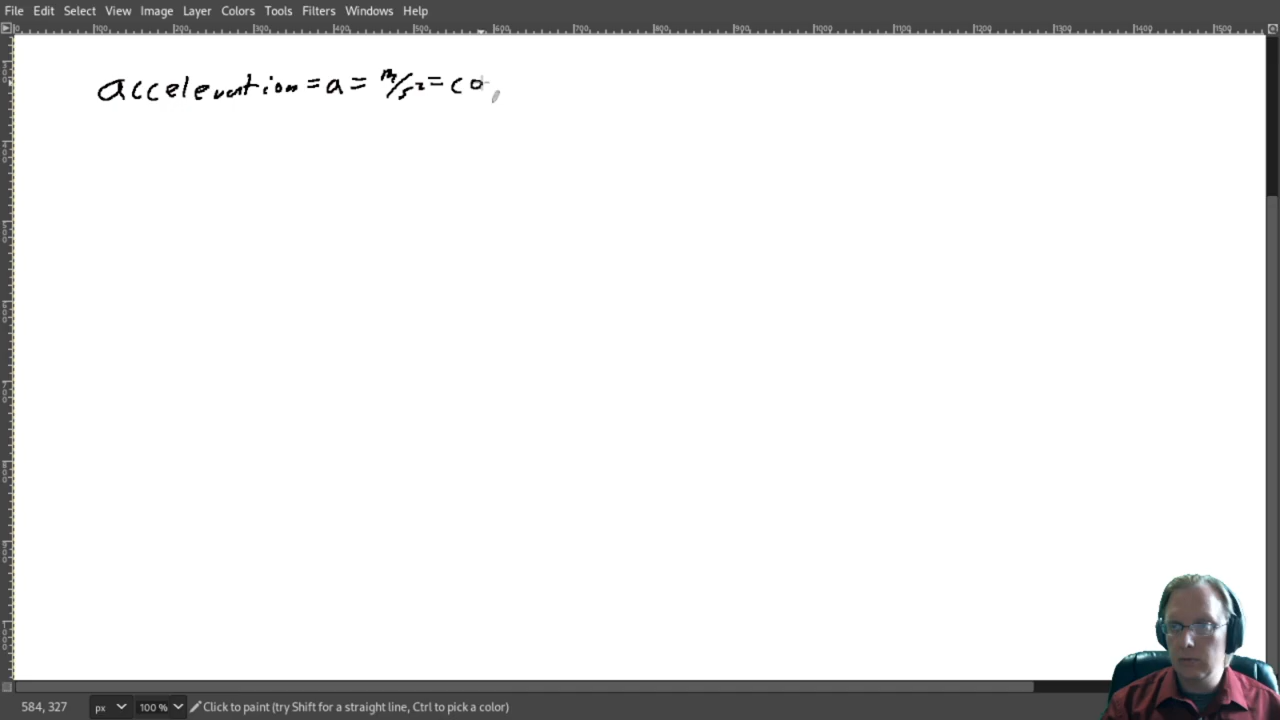 File Edit Select View Image Layer Colors Tools Filters Windows Help
acceleration = a = m/s² = co
584, 327 px 100 % Click to paint (try Shift for a straight line, Ctrl to pick a color)